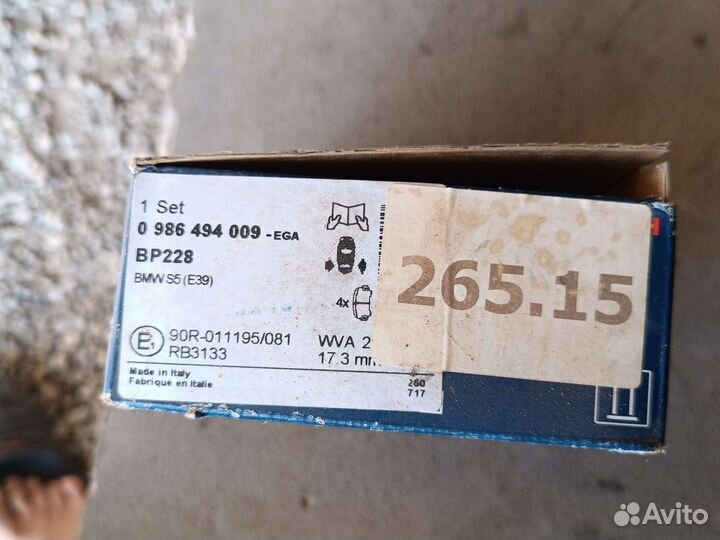 1 Set
0 986 494 009 -EGA
BP228
BMW S5 (E39)
4x
265.15
E1 90R-011195/081 WVA 2
RB3133 17.3 mm
Made in Italy
Fabrique en Italie
260
717
Avito